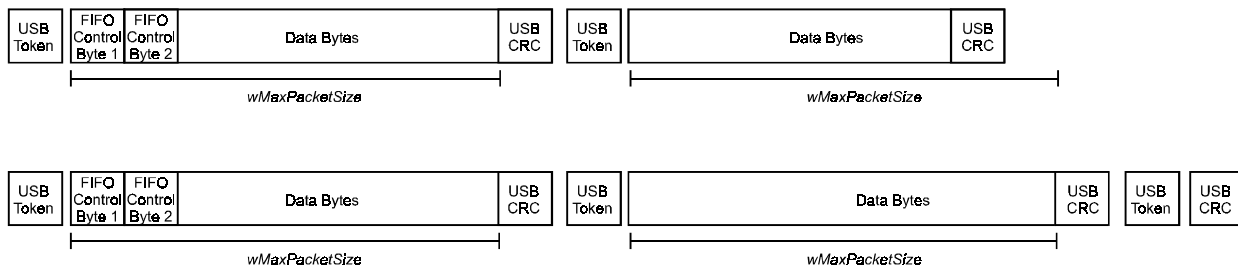 USB
Token
FIFO
Control
Byte 1
FIFO
Control
Byte 2
Data Bytes
USB
CRC
USB
Token
Data Bytes
USB
CRC
wMaxPacketSize
wMaxPacketSize
USB
Token
FIFO
Control
Byte 1
FIFO
Control
Byte 2
Data Bytes
USB
CRC
USB
Token
Data Bytes
USB
CRC
USB
Token
USB
CRC
wMaxPacketSize
wMaxPacketSize